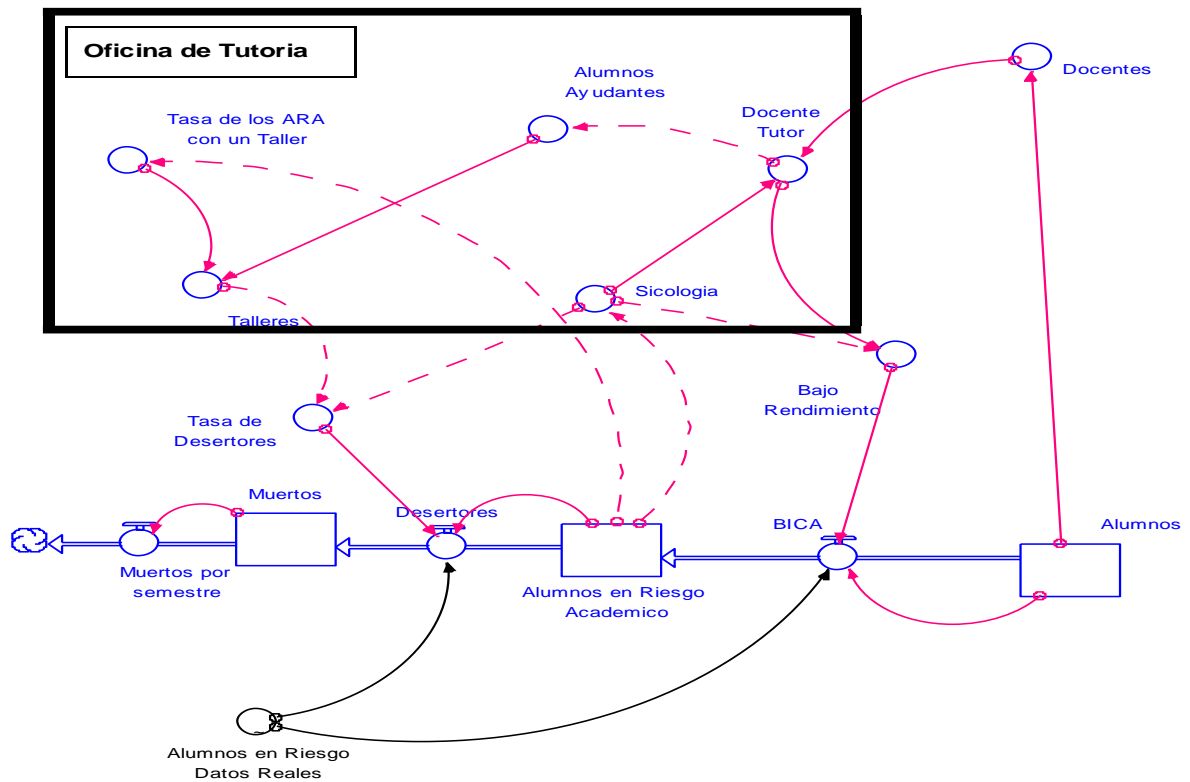 Oficina de Tutoria
Docentes
Alumnos
Ay udantes
Docente
Tutor
Tasa de los ARA
con un Taller
Sicologia
Talleres
Bajo
Rendimiento
Tasa de
Desertores
Muertos
Desertores
BICA
Alumnos
Muertos por
semestre
Alumnos en Riesgo
Academico
~
Alumnos en Riesgo
Datos Reales